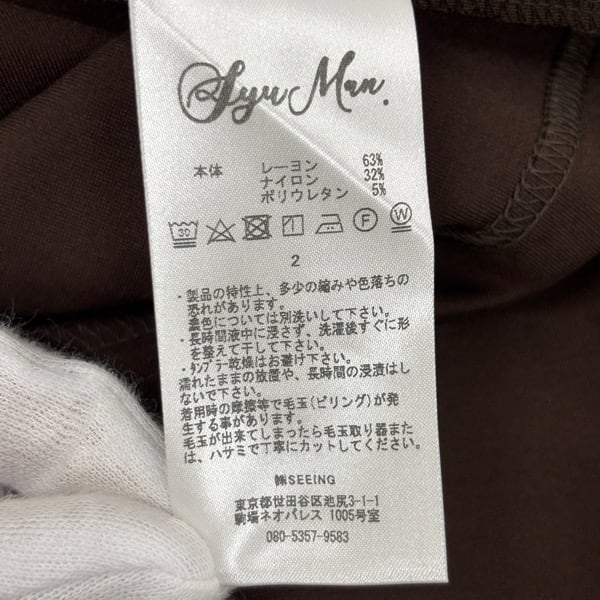 Ryu Man.
本体 レーヨン 63%
ナイロン 32%
ポリウレタン 5%
30 F W
2
・製品の特性上、多少の縮みや色落ちの
恐れがあります。
濃色については別洗いして下さい。
・長時間液中に浸さず、洗濯後すぐに形
を整えて干して下さい。
・タンブラー乾燥はお避け下さい。
濡れたままの放置や、長時間の浸漬はし
ないで下さい。
着用時の摩擦等で毛玉(ピリング)が発
生する事があります。
毛玉が出来てしまったら毛玉取り器また
は、ハサミで丁寧にカットしてください。
㈱SEEING
東京都世田谷区池尻3-1-1
駒場ネオパレス 1005号室
080-5357-9583